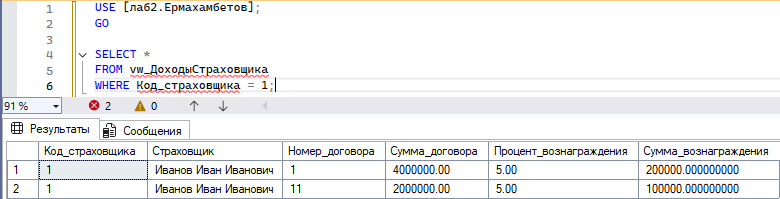 1 USE [лаб2.Ермахамбетов];
2 GO
3
4 SELECT *
5 FROM vw_ДоходыСтраховщика
6 WHERE Код_страховщика = 1;
91 % 2 0
Результаты Сообщения
Код_страховщика Страховщик Номер_договора Сумма_договора Процент_вознаграждения Сумма_вознаграждения
1 1 Иванов Иван Иванович 1 4000000.00 5.00 200000.000000000
2 1 Иванов Иван Иванович 11 2000000.00 5.00 100000.000000000